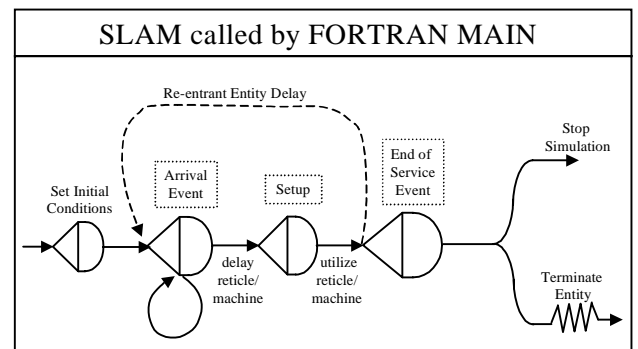 SLAM called by FORTRAN MAIN
Re-entrant Entity Delay
Stop
Simulation
End of
Service
Event
Arrival
Event
Setup
Set Initial
Conditions
delay
reticle/
machine
utilize
reticle/
machine
Terminate
Entity